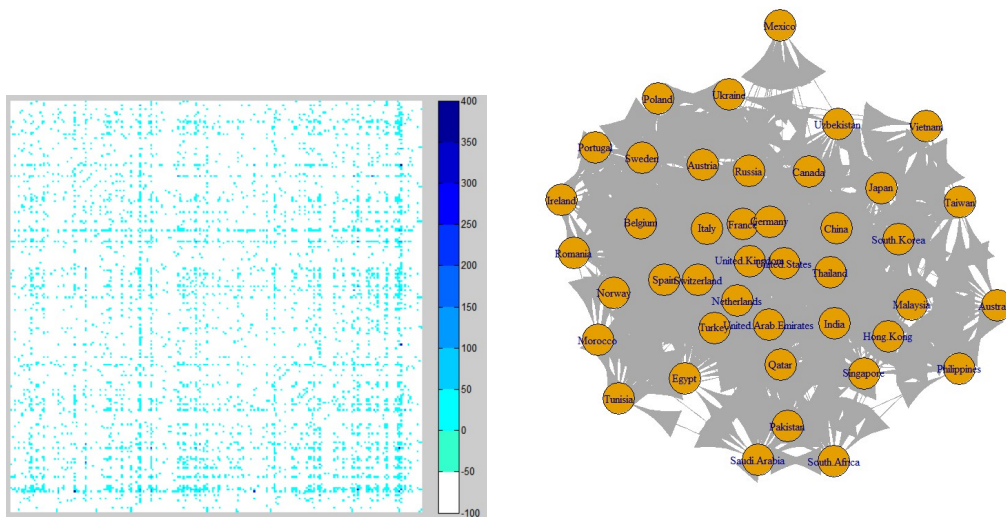 400
350
300
250
200
150
100
50
0
-50
-100
Mexico
Poland
Ukraine
Uzbekistan
Vietnam
Portugal
Sweden
Austria
Russia
Canada
Japan
Taiwan
Ireland
Belgium
Italy
France
Germany
China
South.Korea
Romania
United.Kingdom
United.States
Thailand
Spain
Switzerland
Norway
Netherlands
Malaysia
Austra
Morocco
Turkey
United.Arab.Emirates
India
Hong.Kong
Egypt
Qatar
Singapore
Philippines
Tunisia
Pakistan
Saudi.Arabia
South.Africa